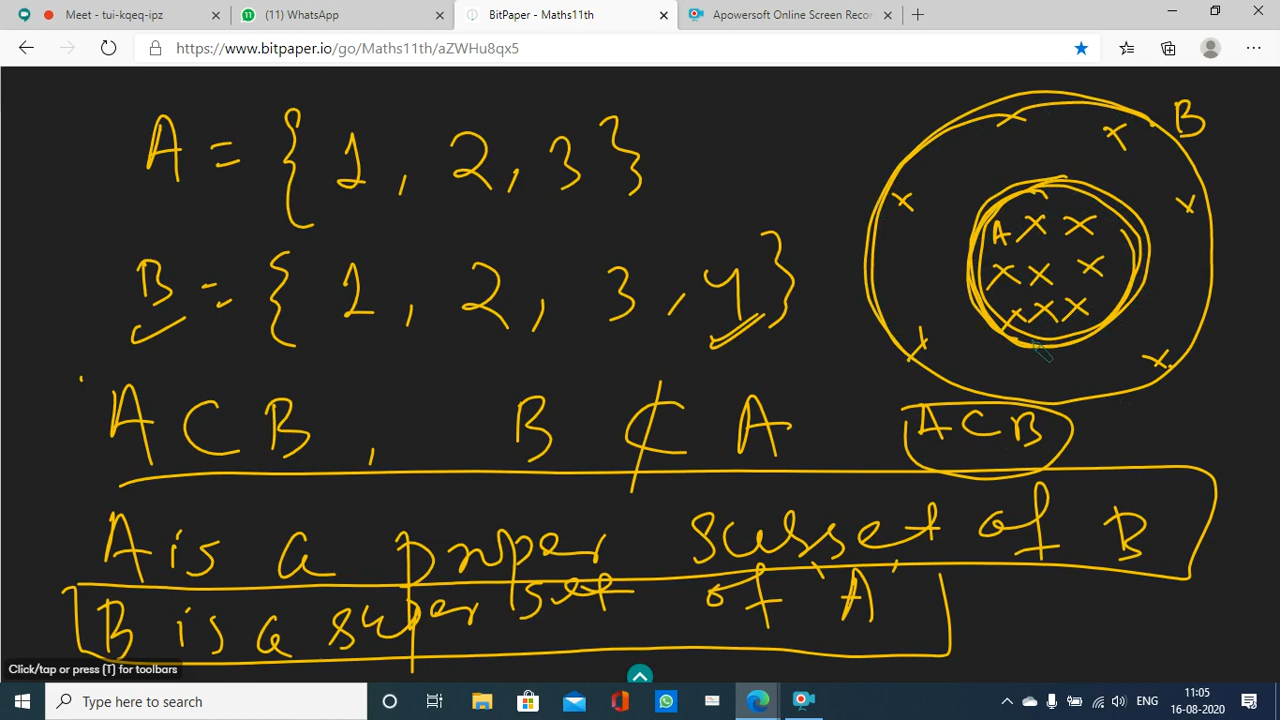 Meet - tui-kqeq-ipz
(11) WhatsApp
BitPaper - Maths11th
Apowersoft Online Screen Recor
https://www.bitpaper.io/go/Maths11th/aZWHu8qx5
A = { 1, 2, 3 }
B = { 1, 2, 3, 4 }
A ⊂ B, B ⊄ A
B
A
A ⊂ B
A is a proper subset of B
B is a super set of A
Click/tap or press (T) for toolbars
Type here to search
ENG
11:05
16-08-2020